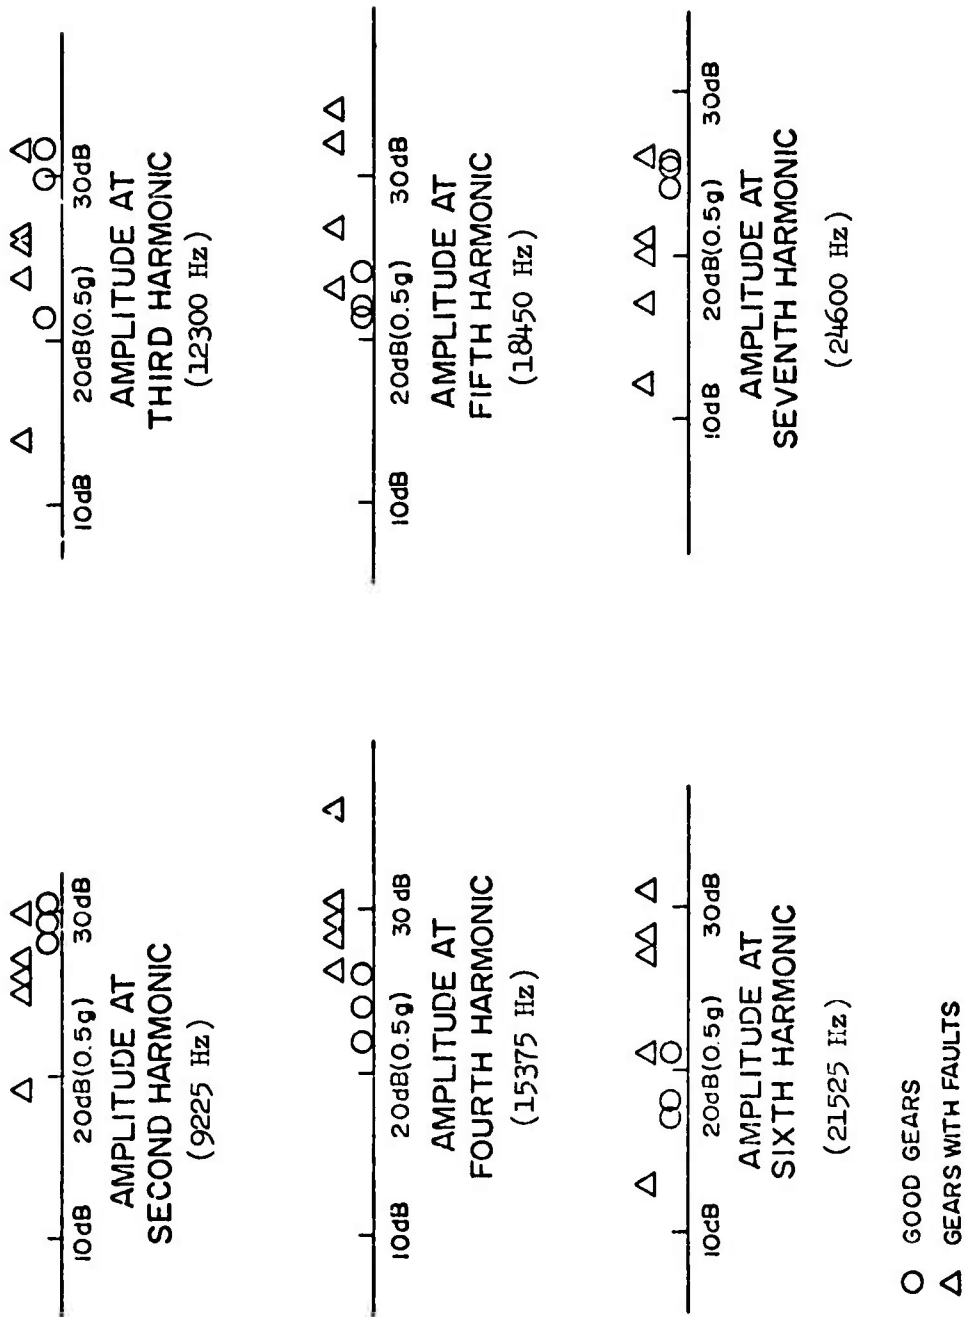 10dB 20dB(0.5g) 30dB
AMPLITUDE AT
SECOND HARMONIC
(9225 Hz)
10dB 20dB(0.5g) 30dB
AMPLITUDE AT
THIRD HARMONIC
(12300 Hz)
10dB 20dB(0.5g) 30dB
AMPLITUDE AT
FOURTH HARMONIC
(15375 Hz)
10dB 20dB(0.5g) 30dB
AMPLITUDE AT
FIFTH HARMONIC
(18450 Hz)
10dB 20dB(0.5g) 30dB
AMPLITUDE AT
SIXTH HARMONIC
(21525 Hz)
10dB 20dB(0.5g) 30dB
AMPLITUDE AT
SEVENTH HARMONIC
(24600 Hz)
GOOD GEARS
GEARS WITH FAULTS